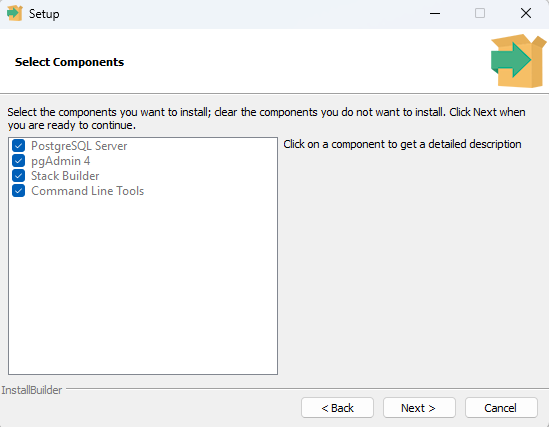 Setup
Select Components
Select the components you want to install; clear the components you do not want to install. Click Next when
you are ready to continue.
PostgreSQL Server
pgAdmin 4
Stack Builder
Command Line Tools
Click on a component to get a detailed description
InstallBuilder
< Back
Next >
Cancel